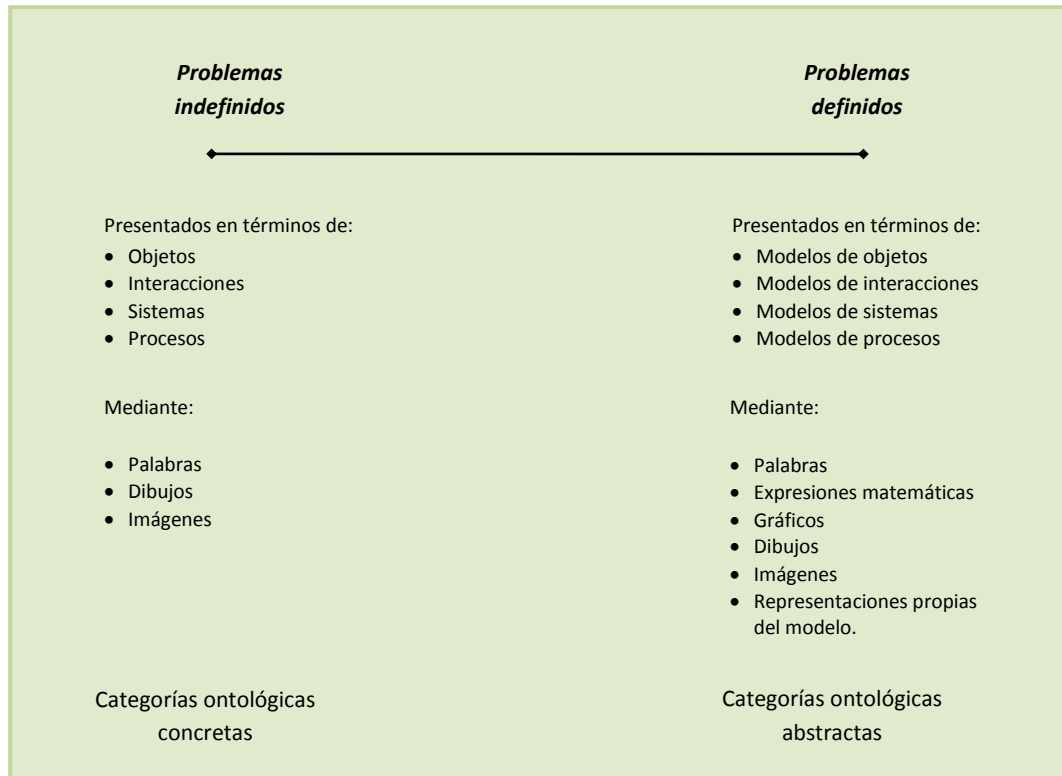 Problemas
indefinidos
Problemas
definidos
Presentados en términos de:
• Objetos
• Interacciones
• Sistemas
• Procesos
Mediante:
• Palabras
• Dibujos
• Imágenes
Categorías ontológicas
concretas
Presentados en términos de:
• Modelos de objetos
• Modelos de interacciones
• Modelos de sistemas
• Modelos de procesos
Mediante:
• Palabras
• Expresiones matemáticas
• Gráficos
• Dibujos
• Imágenes
• Representaciones propias
del modelo.
Categorías ontológicas
abstractas